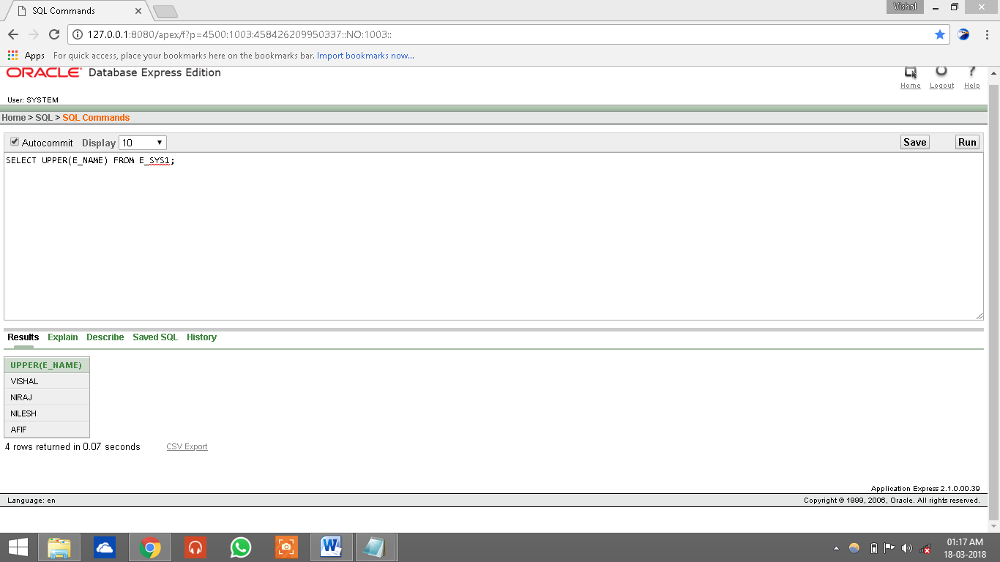 SQL Commands
Vishal
127.0.0.1:8080/apex/f?p=4500:1003:458426209950337::NO:1003::
Apps For quick access, place your bookmarks here on the bookmarks bar. Import bookmarks now...
ORACLE® Database Express Edition
Home Logout Help
User: SYSTEM
Home > SQL > SQL Commands
Autocommit Display 10 Save Run
SELECT UPPER(E_NAME) FROM E_SYS1;
Results Explain Describe Saved SQL History
UPPER(E_NAME)
VISHAL
NIRAJ
NILESH
AFIF
4 rows returned in 0.07 seconds CSV Export
Application Express 2.1.0.00.39
Language: en Copyright © 1999, 2006, Oracle. All rights reserved.
01:17 AM
18-03-2018